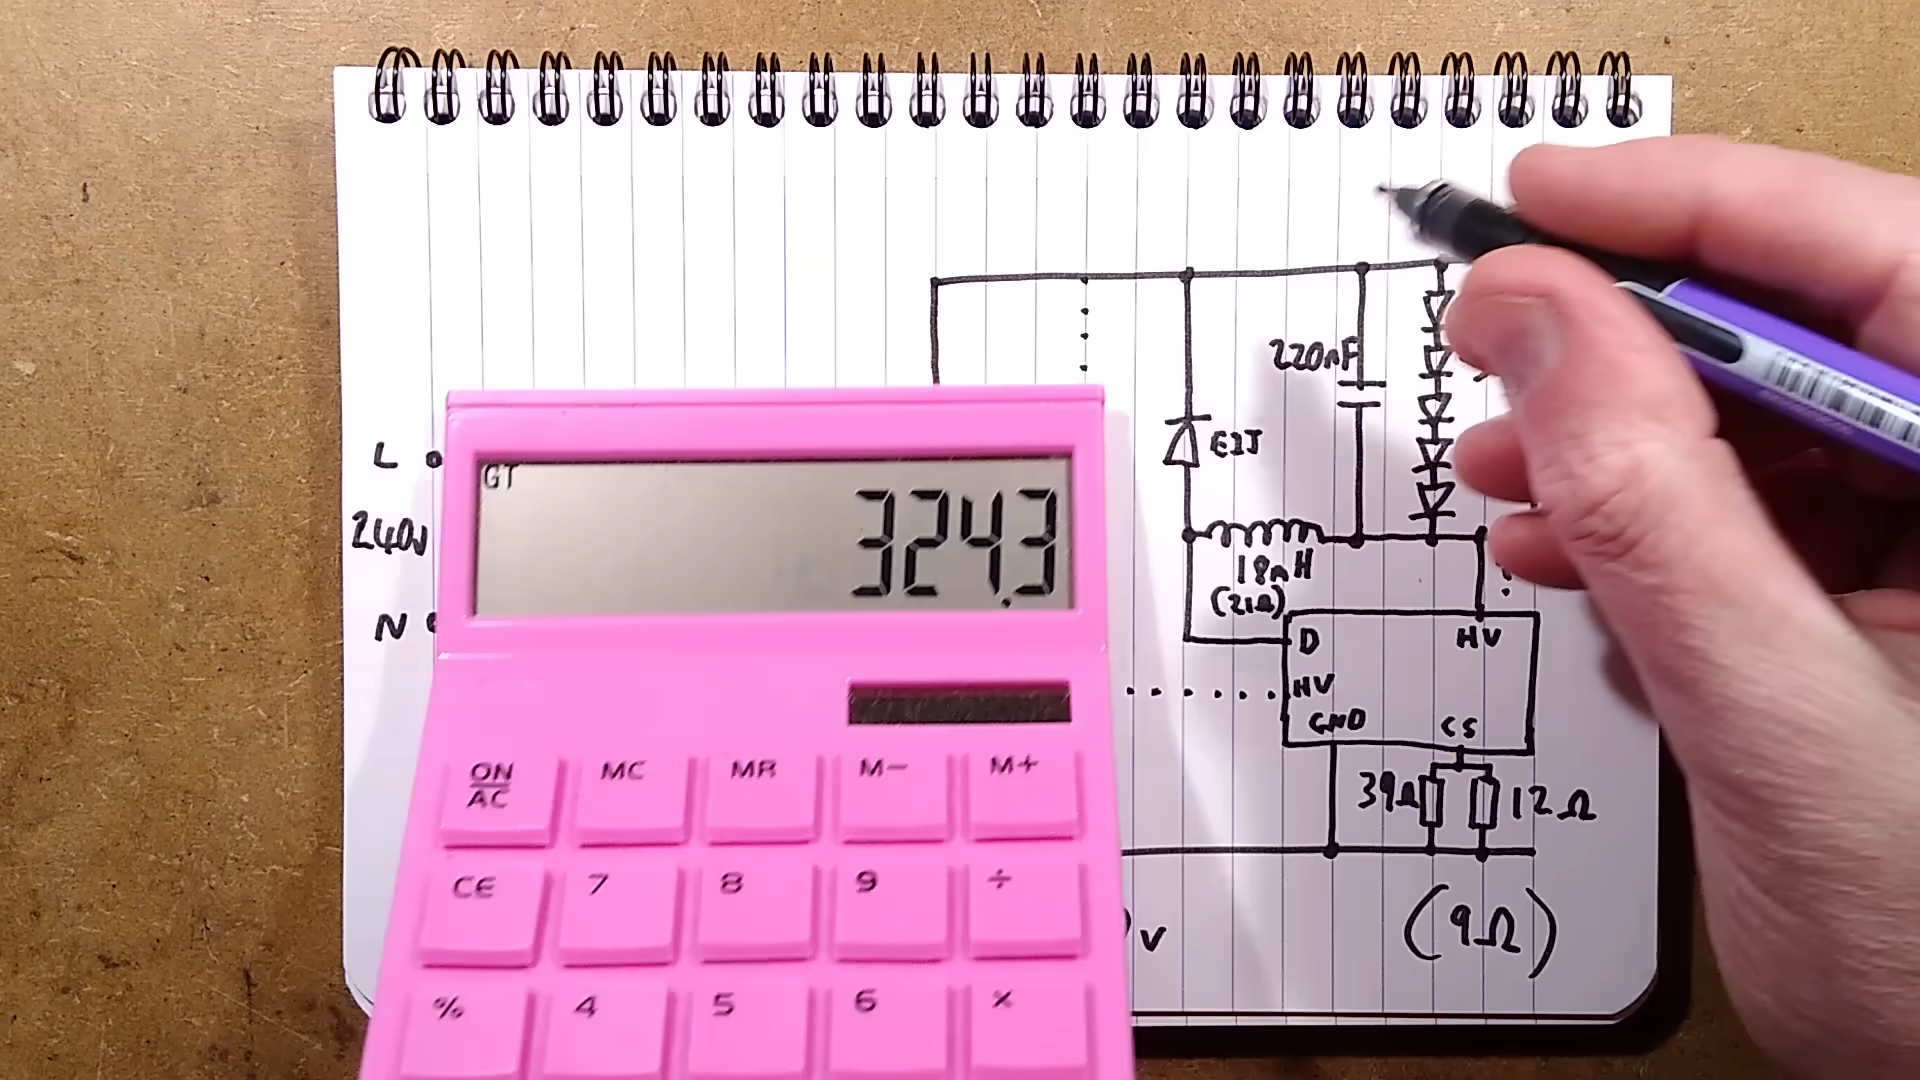 220nF
E1J
L
240v
18mH
(21Ω)
N
D
HV
HV
GND
CS
39Ω
12Ω
v
(9Ω)
GT
324.3
ON
AC
MC
MR
M−
M+
CE
7
8
9
÷
%
4
5
6
×